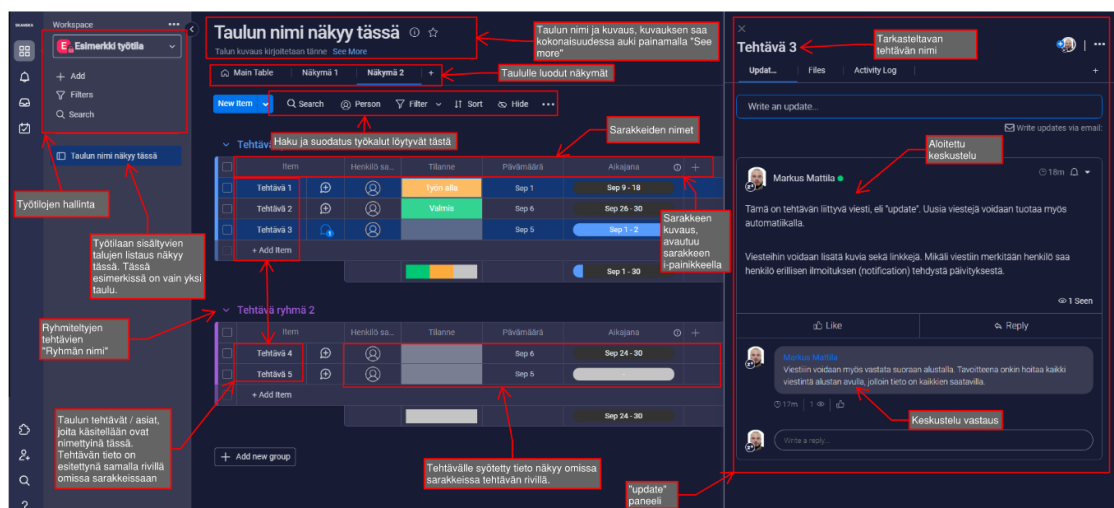 Workspace
Esimerkki työtila
Add
Filters
Search
Taulun nimi näkyy tässä
Työtilojen hallinta
Työtilaan sisältyvien
talujen listaus näkyy
tässä. Tässä
esimerkissä on vain yksi
taulu.
Ryhmiteltyjen
tehtävien
"Ryhmän nimi"
Taulun tehtävät / asiat,
joita käsitellään ovat
nimettyinä tässä.
Tehtävän tieto on
esitettynä samalla rivillä
omissa sarakkeissaan
Taulun nimi näkyy tässä
Talun kuvaus kirjoitetaan tänne See More
Taulun nimi ja kuvaus, kuvauksen saa
kokonaisuudessa auki painamalla "See
more"
Main Table Näkymä 1 Näkymä 2 +
Taululle luodut näkymät
New Item Search Person Filter Sort Hide
Haku ja suodatus työkalut löytyvät tästä
Sarakkeiden nimet
Tehtävä
Item Henkilö sa... Tilanne Päivämäärä Aikajana
Tehtävä 1 Työn alla Sep 1 Sep 9 - 18
Tehtävä 2 Valmis Sep 6 Sep 26 - 30
Tehtävä 3 1 Sep 5 Sep 1 - 2
+ Add Item
Sep 1 - 30
Sarakkeen
kuvaus,
avautuu
sarakkeen
i-painikkeella
Tehtävä ryhmä 2
Item Henkilö sa... Tilanne Päivämäärä Aikajana
Tehtävä 4 Sep 6 Sep 24 - 30
Tehtävä 5 Sep 5 -
+ Add Item
Sep 24 - 30
+ Add new group
Tehtävälle syötetty tieto näkyy omissa
sarakkeissa tehtävän rivillä.
"update"
paneeli
Tehtävä 3
Tarkasteltavan
tehtävän nimi
Updat... Files Activity Log +
Write an update...
Write updates via email:
Aloitettu
keskustelu
Markus Mattila 18m
Tämä on tehtävän liittyvä viesti, eli "update". Uusia viestejä voidaan tuotaa myös
automatiikalla.
Viesteihin voidaan lisätä kuvia sekä linkkejä. Mikäli viestiin merkitään henkilö saa
henkilö erillisen ilmoituksen (notification) tehdystä päivityksestä.
1 Seen
Like Reply
Markus Mattila
Viestiin voidaan myös vastata suoraan alustalla. Tavoitteena onkin hoitaa kaikki
viestintä alustan avulla, jolloin tieto on kaikkien saatavilla.
17m 1
Keskustelu vastaus
Write a reply...